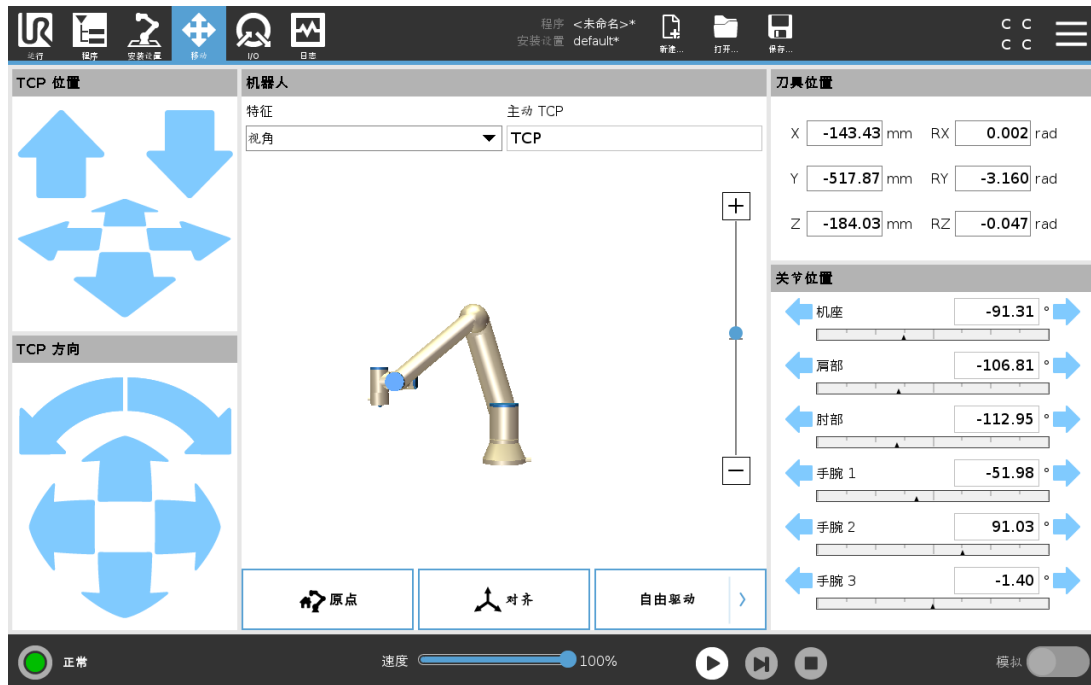 程序 <未命名>*
安装设置 default*
C C
C C
运行 程序 安装设置 移动 I/O 日志 新建... 打开... 保存...
TCP 位置
机器人
刀具位置
特征
主动 TCP
视角
TCP
X -143.43 mm RX 0.002 rad
Y -517.87 mm RY -3.160 rad
Z -184.03 mm RZ -0.047 rad
关节位置
机座 -91.31 °
TCP 方向
肩部 -106.81 °
肘部 -112.95 °
手腕 1 -51.98 °
手腕 2 91.03 °
手腕 3 -1.40 °
原点
对齐
自由驱动
正常
速度 100%
模拟